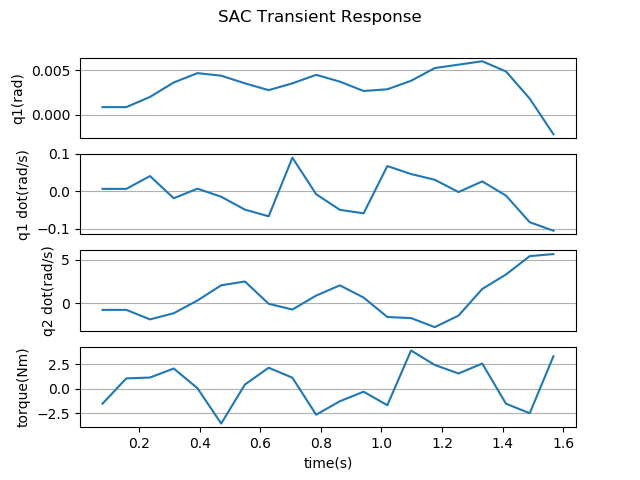 SAC Transient Response
q1(rad)
0.005
0.000
q1 dot(rad/s)
0.1
0.0
−0.1
q2 dot(rad/s)
5
0
torque(Nm)
2.5
0.0
−2.5
0.2 0.4 0.6 0.8 1.0 1.2 1.4 1.6
time(s)